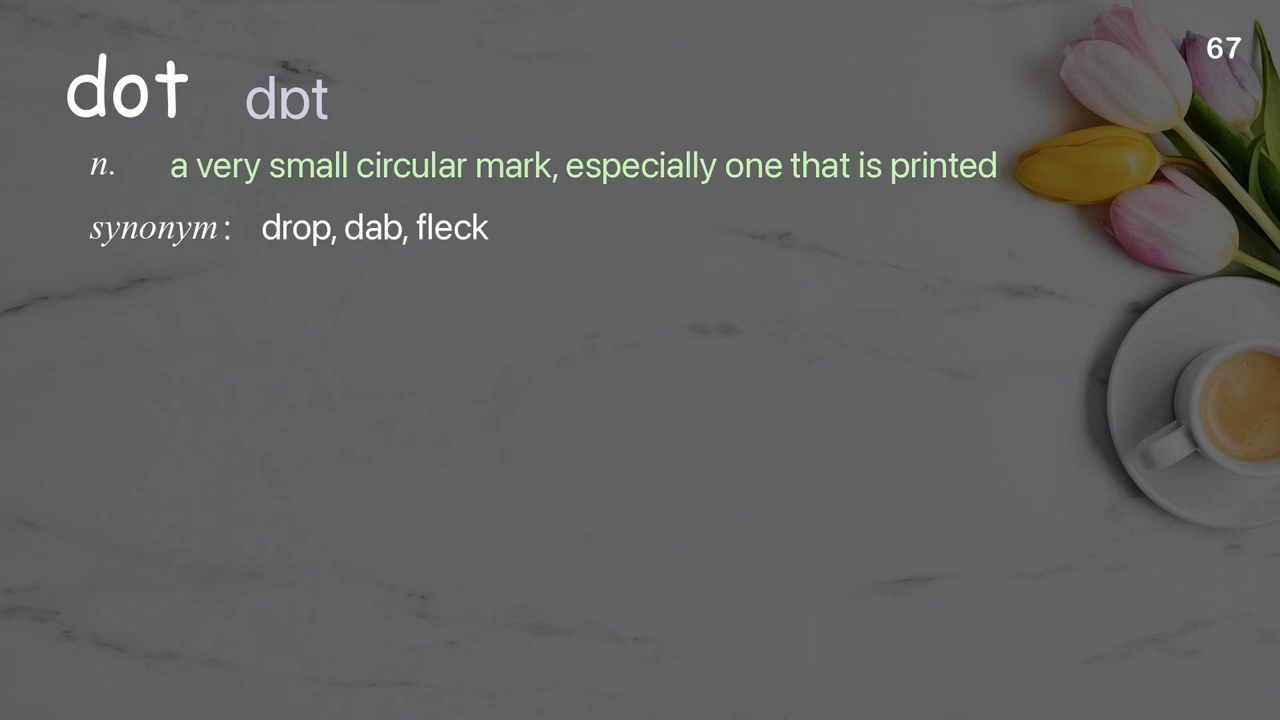 67
dot dɒt
n. a very small circular mark, especially one that is printed
synonym: drop, dab, fleck